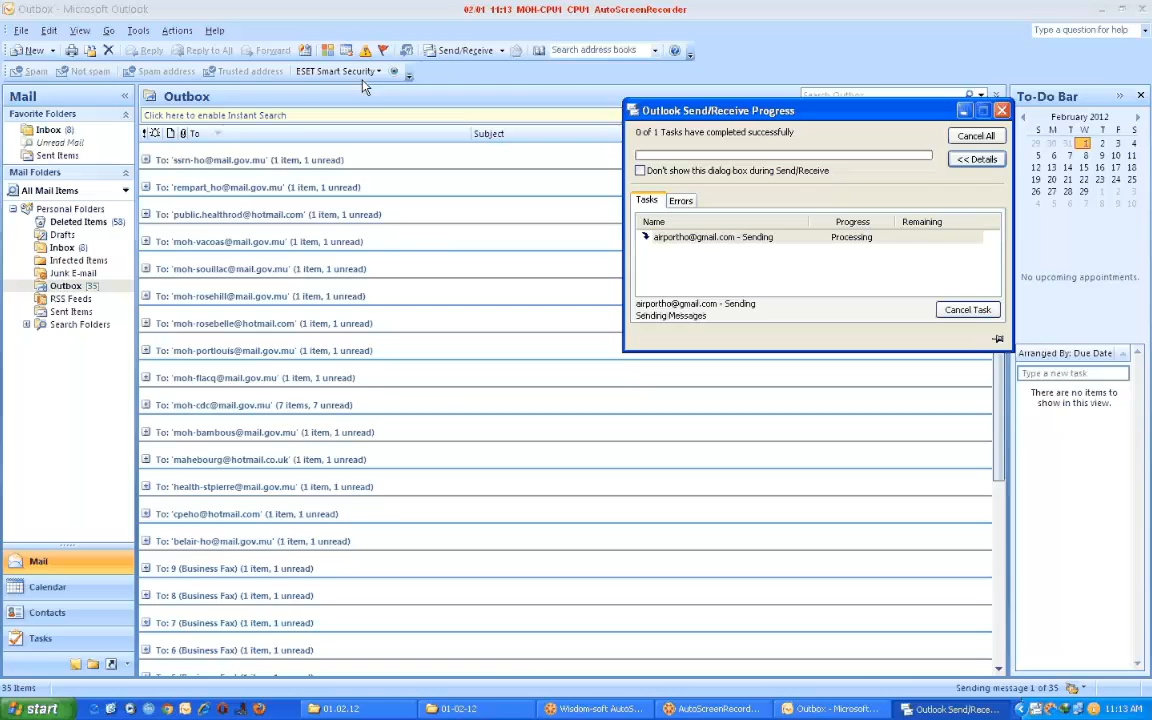 Outbox - Microsoft Outlook
02/01 11:13 MOH-CPU1 CPU1 AutoScreenRecorder
File Edit View Go Tools Actions Help
Type a question for help
New Reply Reply to All Forward Send/Receive Search address books
Spam Not spam Spam address Trusted address ESET Smart Security
Mail
Favorite Folders
Inbox (8)
Unread Mail
Sent Items
Mail Folders
All Mail Items
Personal Folders
Deleted Items (58)
Drafts
Inbox (8)
Infected Items
Junk E-mail
Outbox [35]
RSS Feeds
Sent Items
Search Folders
Mail
Calendar
Contacts
Tasks
Outbox
Search Outbox
Click here to enable Instant Search
To Subject
To: 'ssrn-ho@mail.gov.mu' (1 item, 1 unread)
To: 'rempart_ho@mail.gov.mu' (1 item, 1 unread)
To: 'public.healthrod@hotmail.com' (1 item, 1 unread)
To: 'moh-vacoas@mail.gov.mu' (1 item, 1 unread)
To: 'moh-souillac@mail.gov.mu' (1 item, 1 unread)
To: 'moh-rosehill@mail.gov.mu' (1 item, 1 unread)
To: 'moh-rosebelle@hotmail.com' (1 item, 1 unread)
To: 'moh-portlouis@mail.gov.mu' (1 item, 1 unread)
To: 'moh-flacq@mail.gov.mu' (1 item, 1 unread)
To: 'moh-cdc@mail.gov.mu' (7 items, 7 unread)
To: 'moh-bambous@mail.gov.mu' (1 item, 1 unread)
To: 'mahebourg@hotmail.co.uk' (1 item, 1 unread)
To: 'health-stpierre@mail.gov.mu' (1 item, 1 unread)
To: 'cpeho@hotmail.com' (1 item, 1 unread)
To: 'belair-ho@mail.gov.mu' (1 item, 1 unread)
To: 9 (Business Fax) (1 item, 1 unread)
To: 8 (Business Fax) (1 item, 1 unread)
To: 7 (Business Fax) (1 item, 1 unread)
To: 6 (Business Fax) (1 item, 1 unread)
Outlook Send/Receive Progress
0 of 1 Tasks have completed successfully
Cancel All
<< Details
Don't show this dialog box during Send/Receive
Tasks Errors
Name Progress Remaining
airportho@gmail.com - Sending Processing
airportho@gmail.com - Sending
Sending Messages
Cancel Task
To-Do Bar
February 2012
S M T W T F S
29 30 31 1 2 3 4
5 6 7 8 9 10 11
12 13 14 15 16 17 18
19 20 21 22 23 24 25
26 27 28 29 1 2 3
4 5 6 7 8 9 10
No upcoming appointments.
Arranged By: Due Date
Type a new task
There are no items to
show in this view.
35 Items
Sending message 1 of 35
start
01.02.12
01-02-12
Wisdom-soft AutoS...
AutoScreenRecord...
Outbox - Microsoft...
Outlook Send/Rece...
11:13 AM